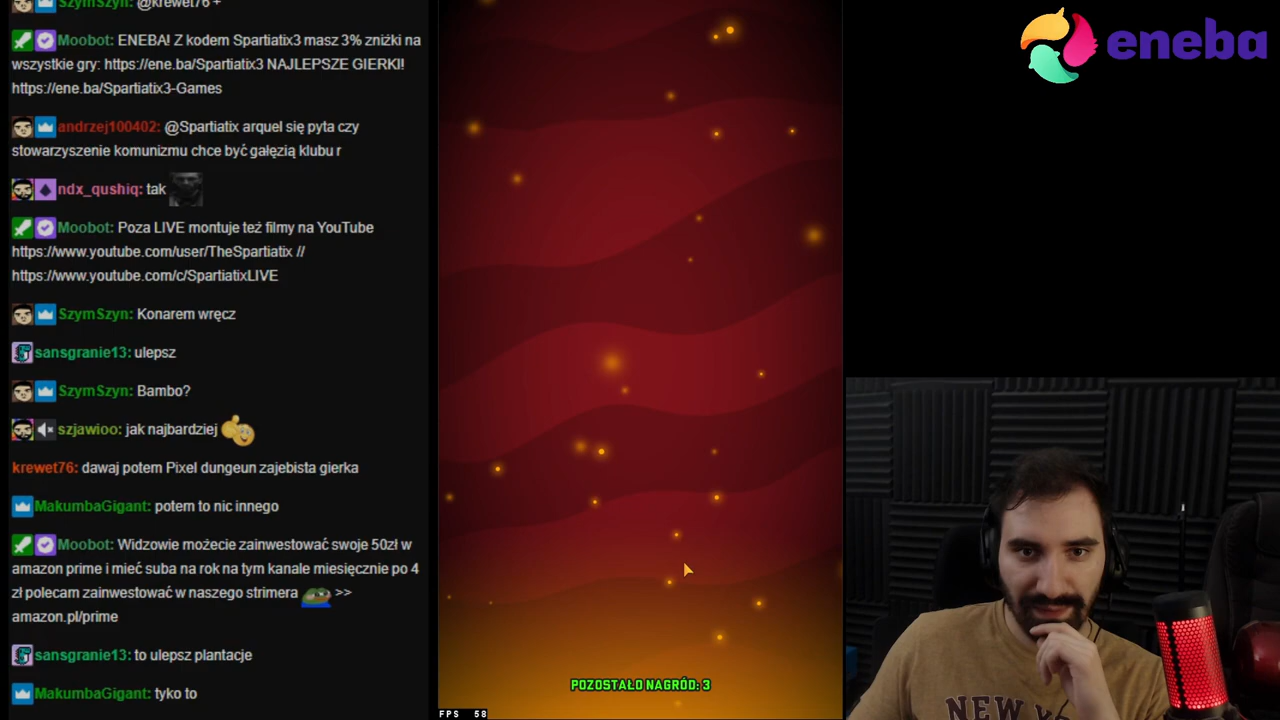 SzymSzyn: @krewet76 +
Moobot: ENEBA! Z kodem Spartiatix3 masz 3% zniżki na
wszystkie gry: https://ene.ba/Spartiatix3 NAJLEPSZE GIERKI!
https://ene.ba/Spartiatix3-Games
andrzej100402: @Spartiatix arquel się pyta czy
stowarzyszenie komunizmu chce być gałęzią klubu r
ndx_qushiq: tak
Moobot: Poza LIVE montuje też filmy na YouTube
https://www.youtube.com/user/TheSpartiatix //
https://www.youtube.com/c/SpartiatixLIVE
SzymSzyn: Konarem wręcz
sansgranie13: ulepsz
SzymSzyn: Bambo?
szjawioo: jak najbardziej
krewet76: dawaj potem Pixel dungeun zajebista gierka
MakumbaGigant: potem to nic innego
Moobot: Widzowie możecie zainwestować swoje 50zł w
amazon prime i mieć suba na rok na tym kanale miesięcznie po 4
zł polecam zainwestować w naszego strimera >>
amazon.pl/prime
sansgranie13: to ulepsz plantacje
MakumbaGigant: tyko to
POZOSTAŁO NAGRÓD: 3
FPS 58
eneba
NEW